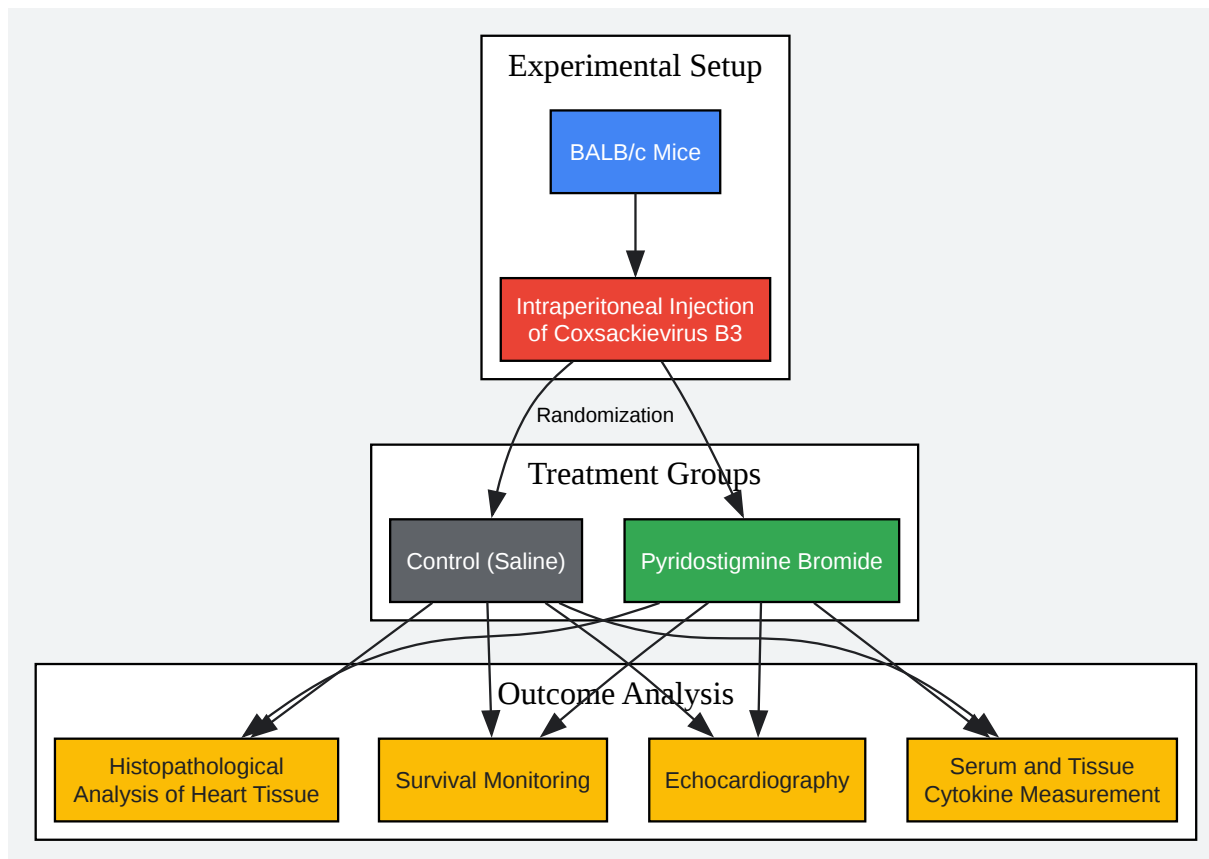 Experimental Setup
BALB/c Mice
Intraperitoneal Injection
of Coxsackievirus B3
Randomization
Treatment Groups
Control (Saline)
Pyridostigmine Bromide
Outcome Analysis
Histopathological
Analysis of Heart Tissue
Survival Monitoring
Echocardiography
Serum and Tissue
Cytokine Measurement